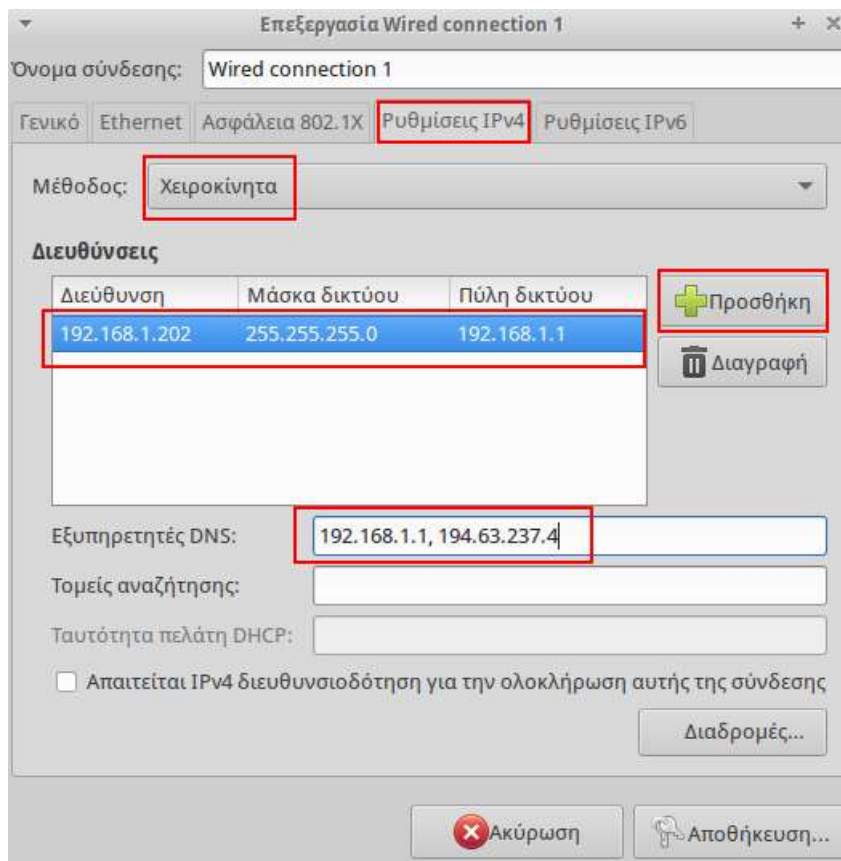 Επεξεργασία Wired connection 1
Όνομα σύνδεσης: Wired connection 1
Γενικό Ethernet Ασφάλεια 802.1X Ρυθμίσεις IPv4 Ρυθμίσεις IPv6
Μέθοδος: Χειροκίνητα
Διευθύνσεις
Διεύθυνση Μάσκα δικτύου Πύλη δικτύου
192.168.1.202 255.255.255.0 192.168.1.1
Προσθήκη
Διαγραφή
Εξυπηρετητές DNS: 192.168.1.1, 194.63.237.4
Τομείς αναζήτησης:
Ταυτότητα πελάτη DHCP:
Απαιτείται IPv4 διευθυνσιοδότηση για την ολοκλήρωση αυτής της σύνδεσης
Διαδρομές...
Ακύρωση Αποθήκευση...